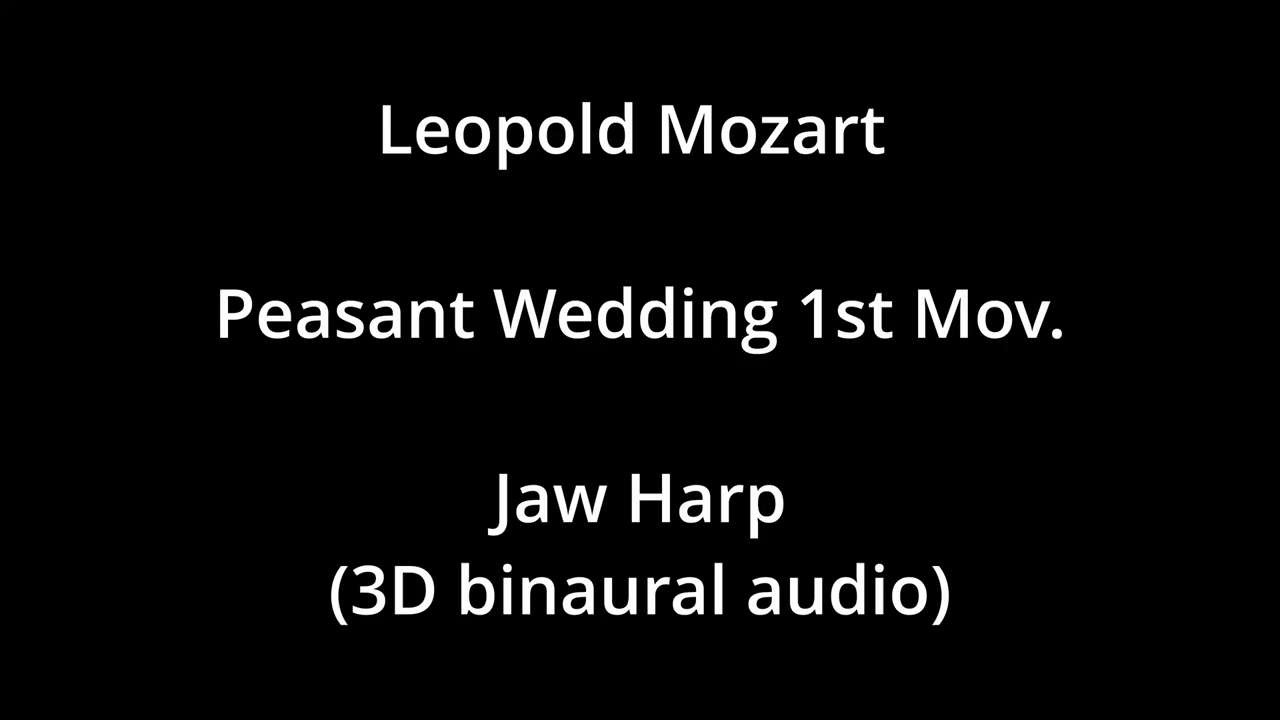 Leopold Mozart
Peasant Wedding 1st Mov.
Jaw Harp
(3D binaural audio)